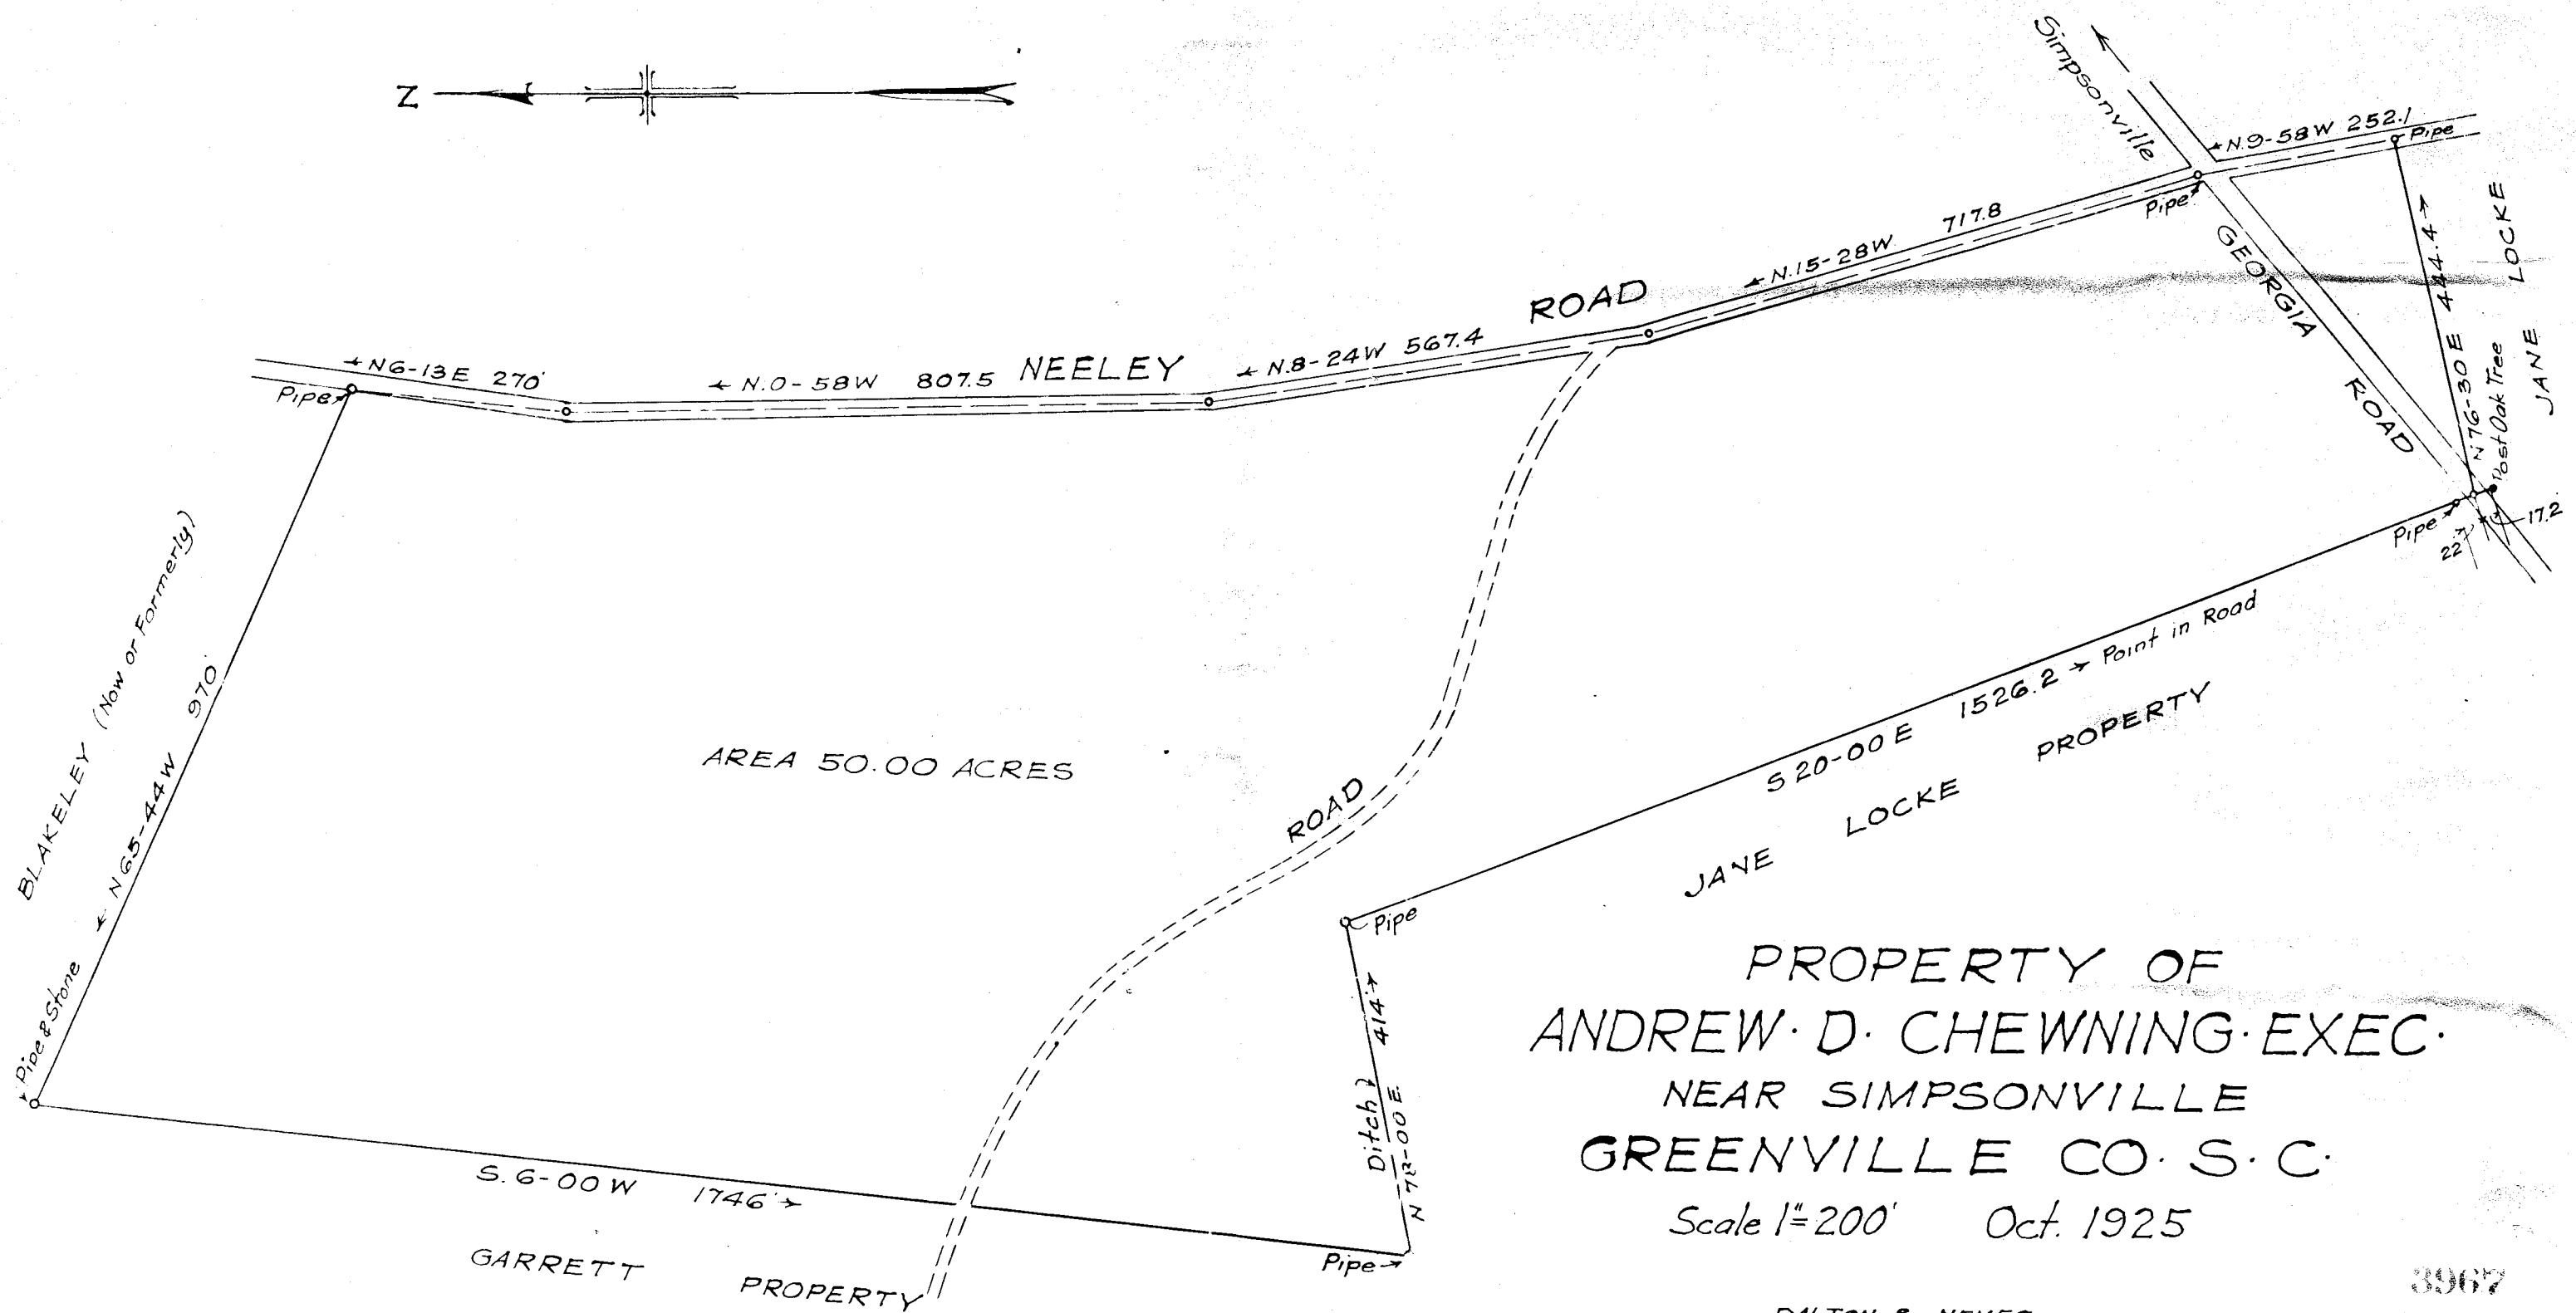 N
Simpsonville
N.9-58W 252.1
Pipe
Pipe
717.8
N.15-28W
ROAD
GEORGIA
ROAD
N76-30E 444.4
Post Oak Tree
JANE LOCKE
N.8-24W 567.4
NEELEY
N.0-58W 807.5
N6-13E 270'
Pipe
17.2
22'
Pipe
BLAKELEY (Now or Formerly)
N65-44W 970'
Pipe & Stone
AREA 50.00 ACRES
ROAD
S 20-00 E 1526.2 Point in Road
JANE LOCKE PROPERTY
Pipe
Ditch
414'
S. 6-00 W 1746'
Pipe
GARRETT PROPERTY
PROPERTY OF
ANDREW · D · CHEWNING · EXEC ·
NEAR SIMPSONVILLE
GREENVILLE CO · S · C ·
Scale 1"=200' Oct. 1925
3967